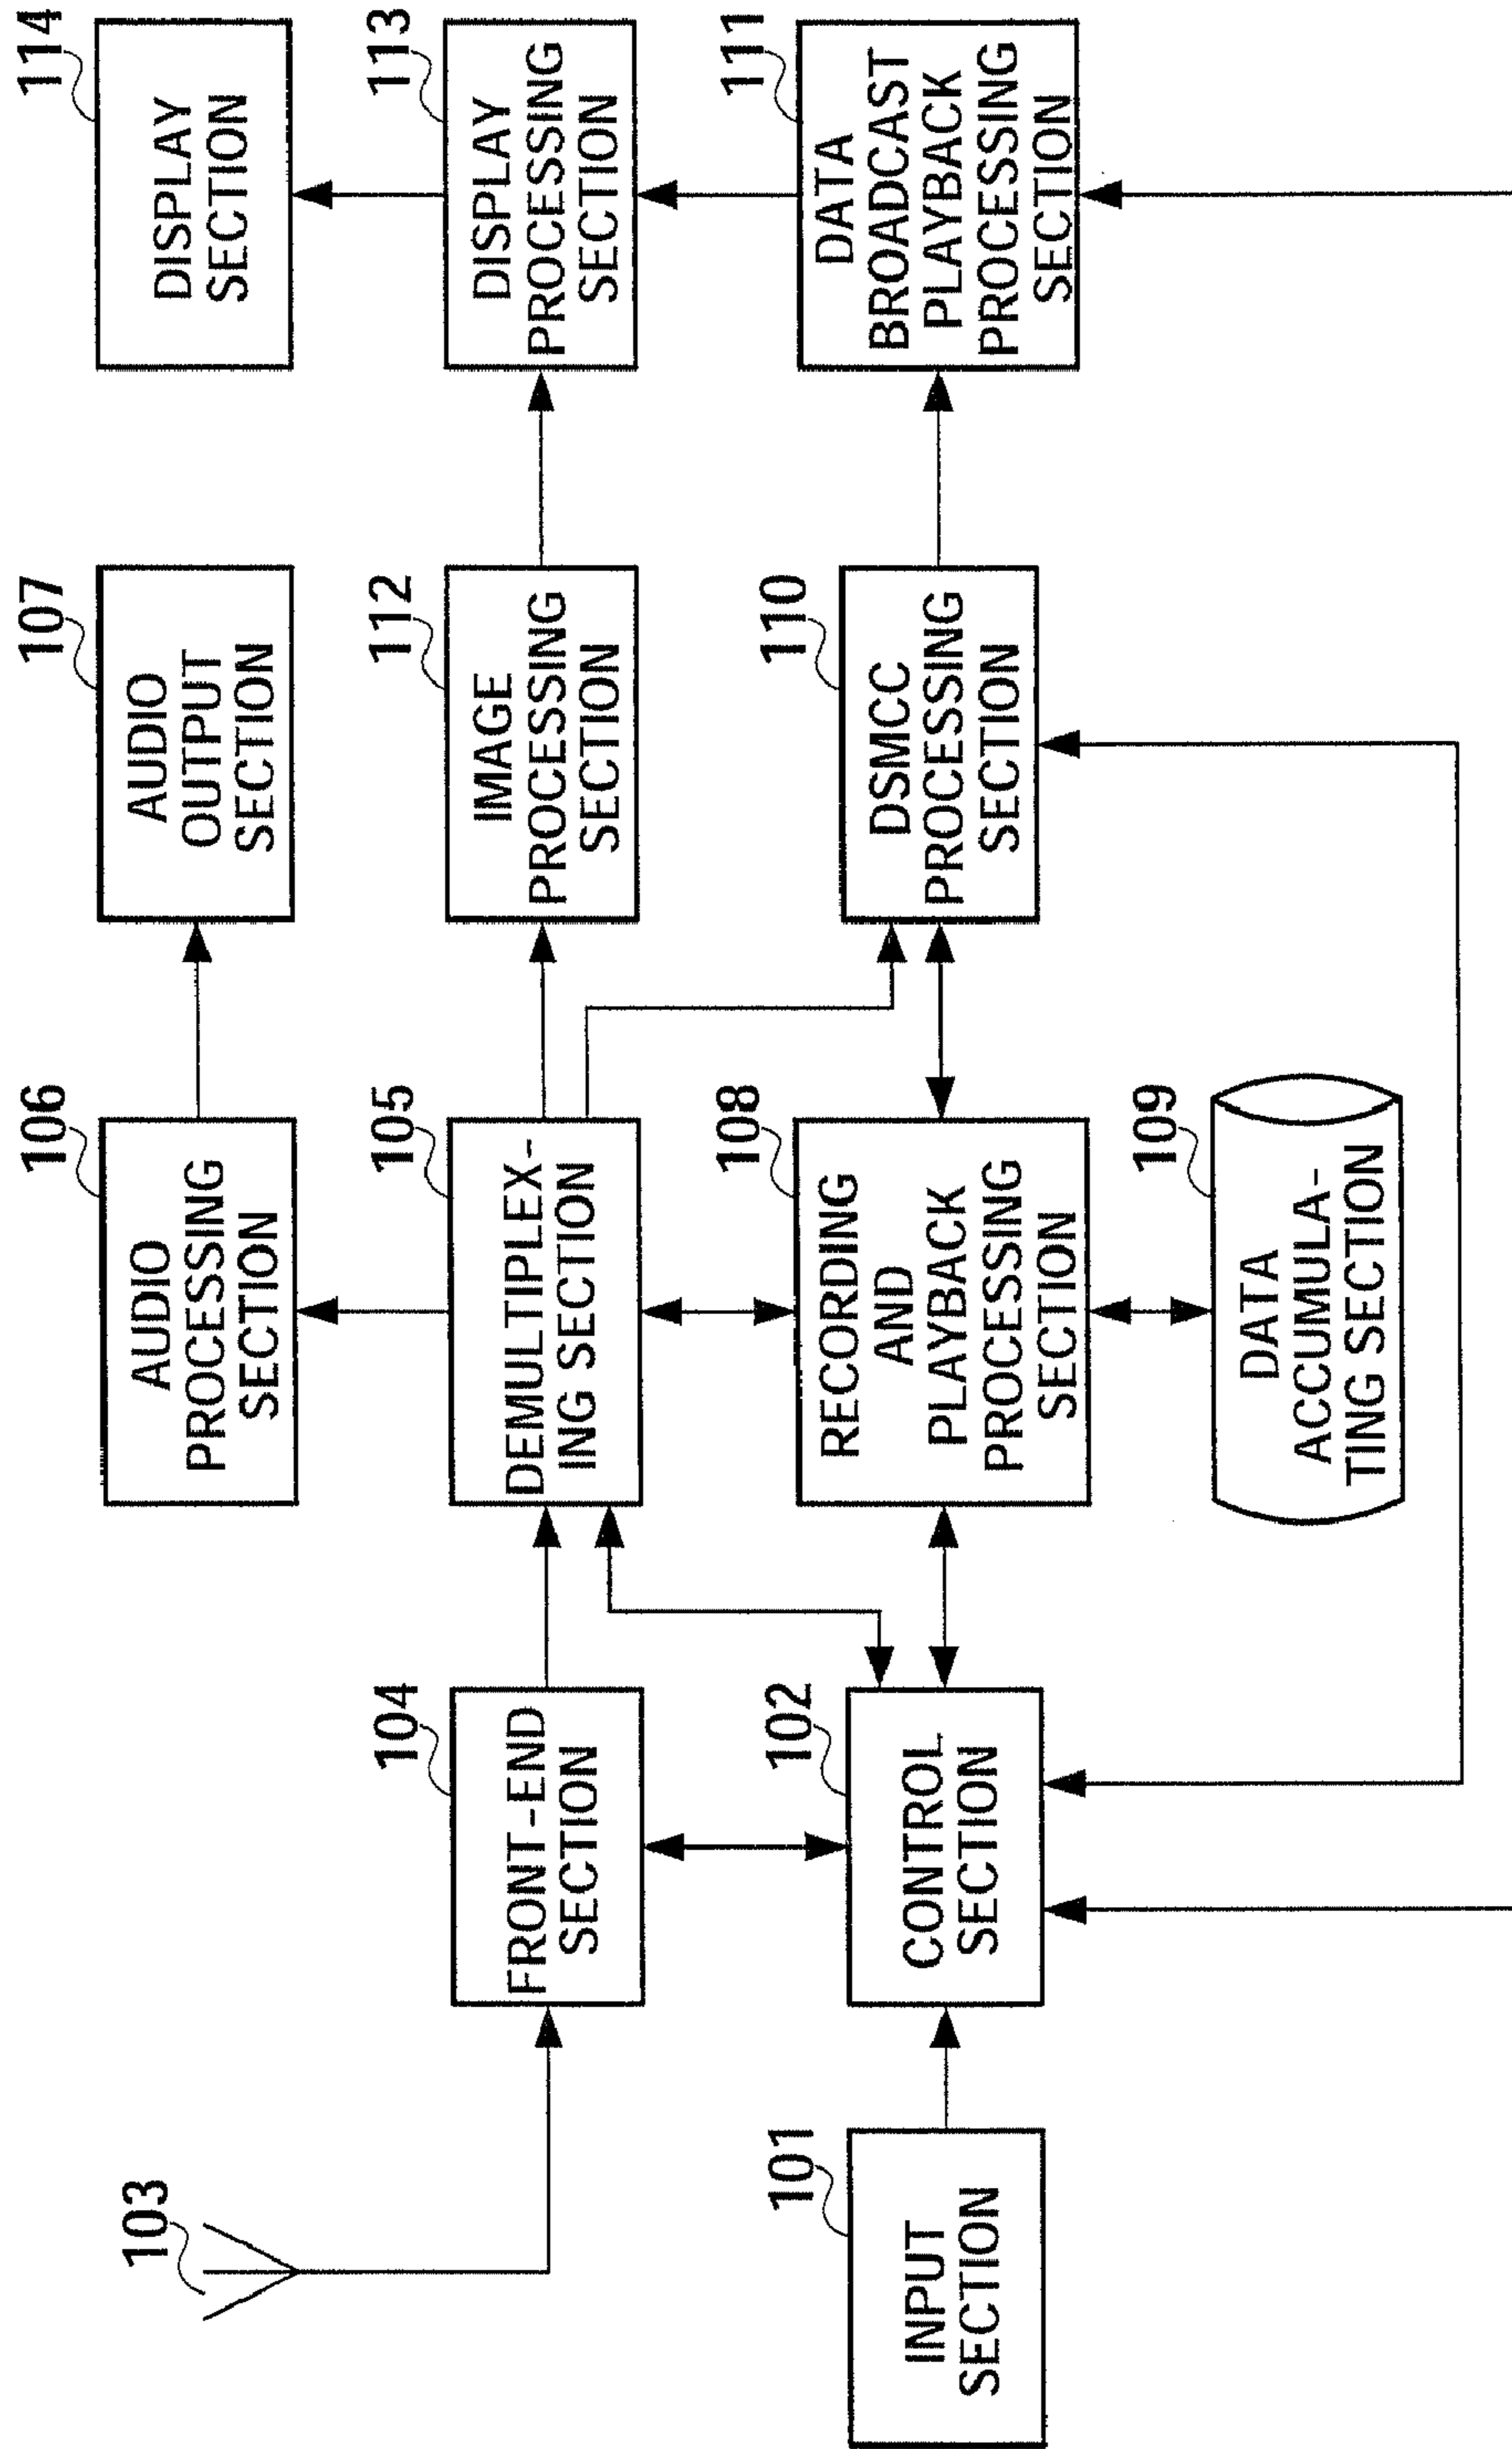 103
101
INPUT
SECTION
104
FRONT-END
SECTION
102
CONTROL
SECTION
106
AUDIO
PROCESSING
SECTION
105
DEMULTIPLEX-
ING SECTION
108
RECORDING
AND
PLAYBACK
PROCESSING
SECTION
109
DATA
ACCUMULA-
TING SECTION
107
AUDIO
OUTPUT
SECTION
112
IMAGE
PROCESSING
SECTION
110
DSMCC
PROCESSING
SECTION
114
DISPLAY
SECTION
113
DISPLAY
PROCESSING
SECTION
111
DATA
BROADCAST
PLAYBACK
PROCESSING
SECTION